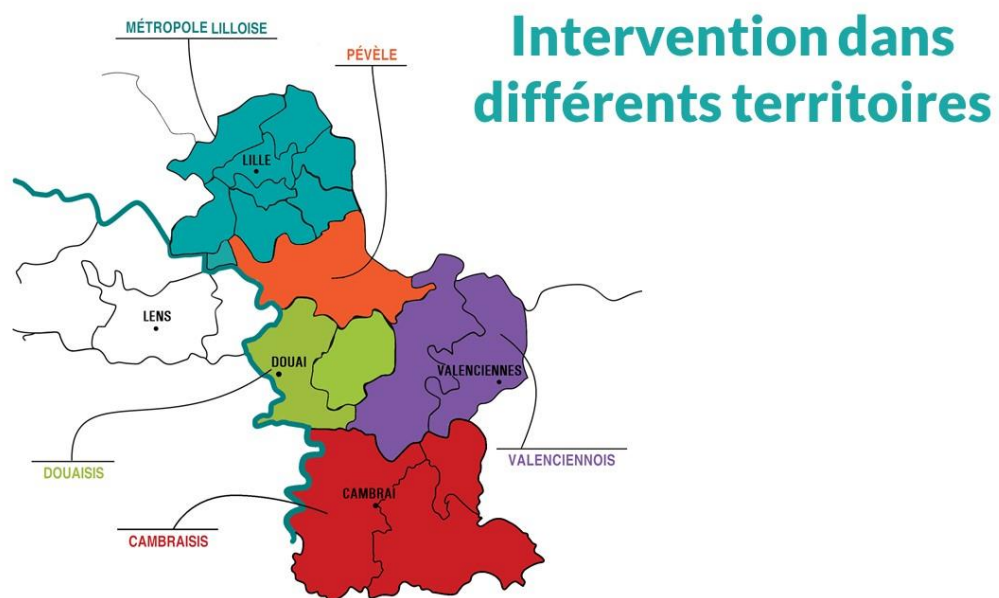 Intervention dans
différents territoires
MÉTROPOLE LILLOISE
PÉVÈLE
LILLE
LENS
DOUAI
VALENCIENNES
DOUAISIS
VALENCIENNOIS
CAMBRAI
CAMBRAISIS